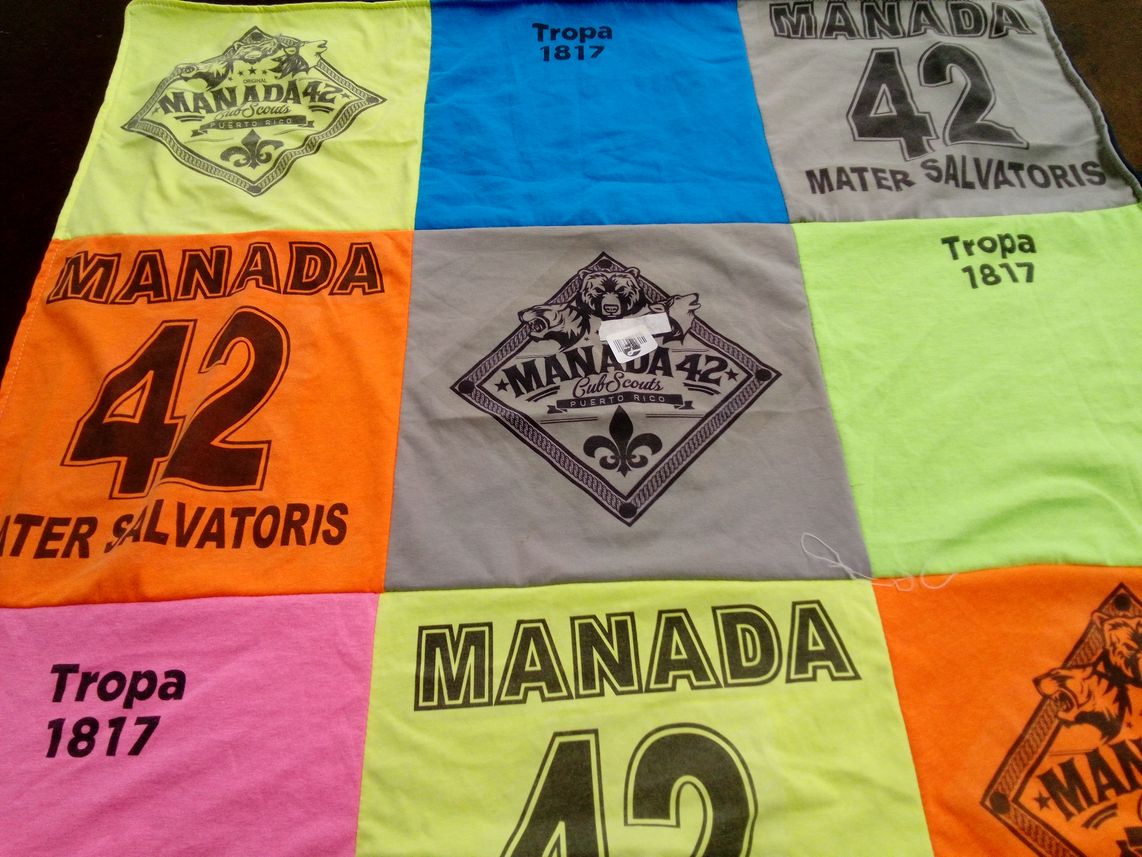 ORIGINAL
MANADA 42
Cub Scouts
PUERTO RICO
Tropa
1817
MANADA
42
MATER SALVATORIS
MANADA
42
ATER SALVATORIS
MANADA 42
Cub Scouts
PUERTO RICO
Tropa
1817
Tropa
1817
MANADA
42
MAN